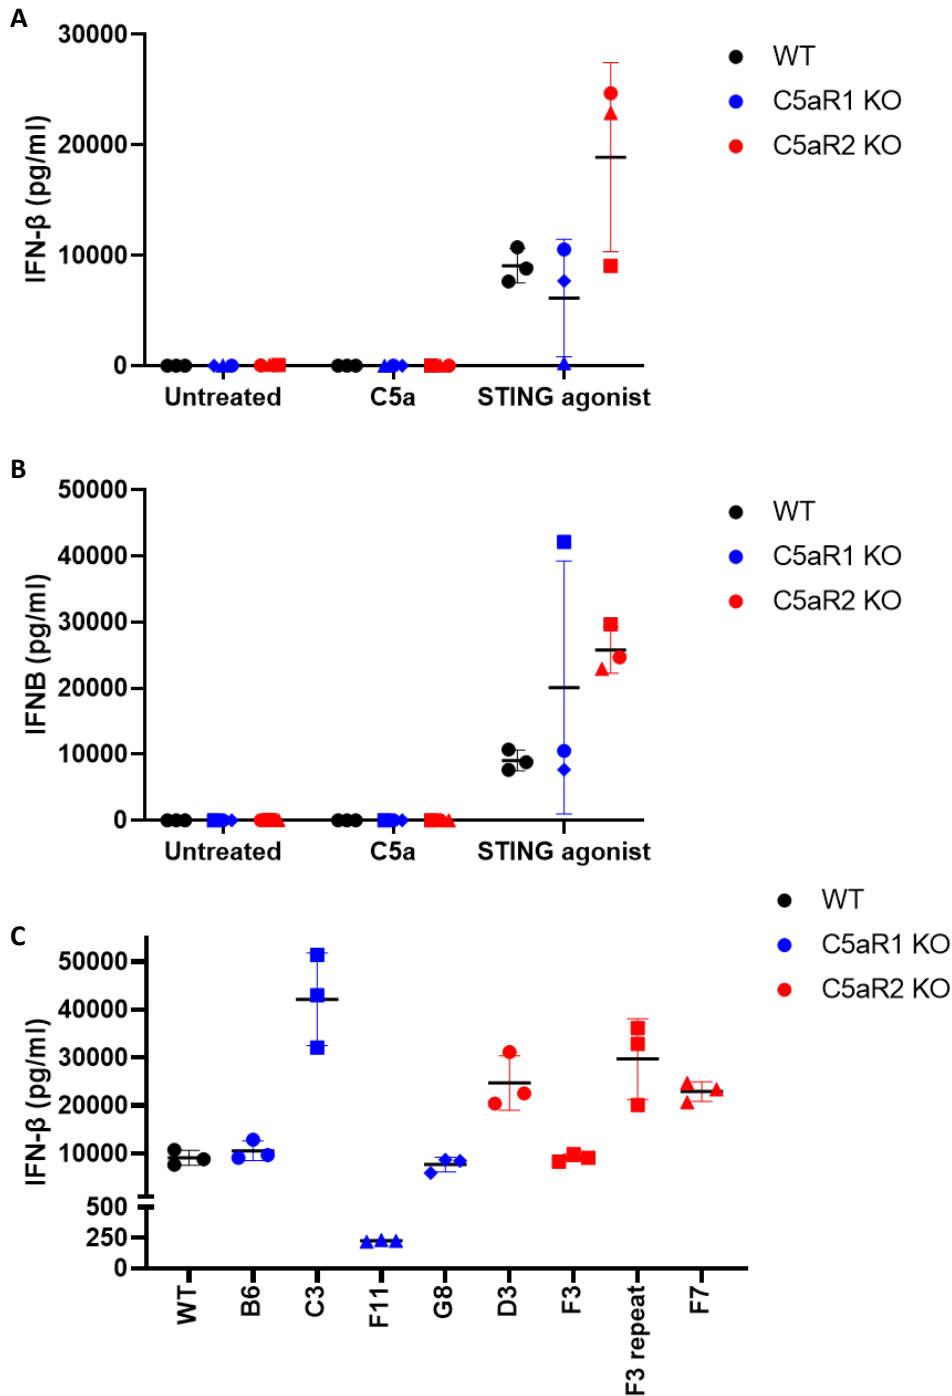 A
30000
20000
10000
0
IFN-β (pg/ml)
Untreated
C5a
STING agonist
WT
C5aR1 KO
C5aR2 KO
B
50000
40000
30000
20000
10000
0
IFNB (pg/ml)
Untreated
C5a
STING agonist
WT
C5aR1 KO
C5aR2 KO
C
50000
40000
30000
20000
10000
500
250
0
IFN-β (pg/ml)
WT
B6
C3
F11
G8
D3
F3
F3 repeat
F7
WT
C5aR1 KO
C5aR2 KO